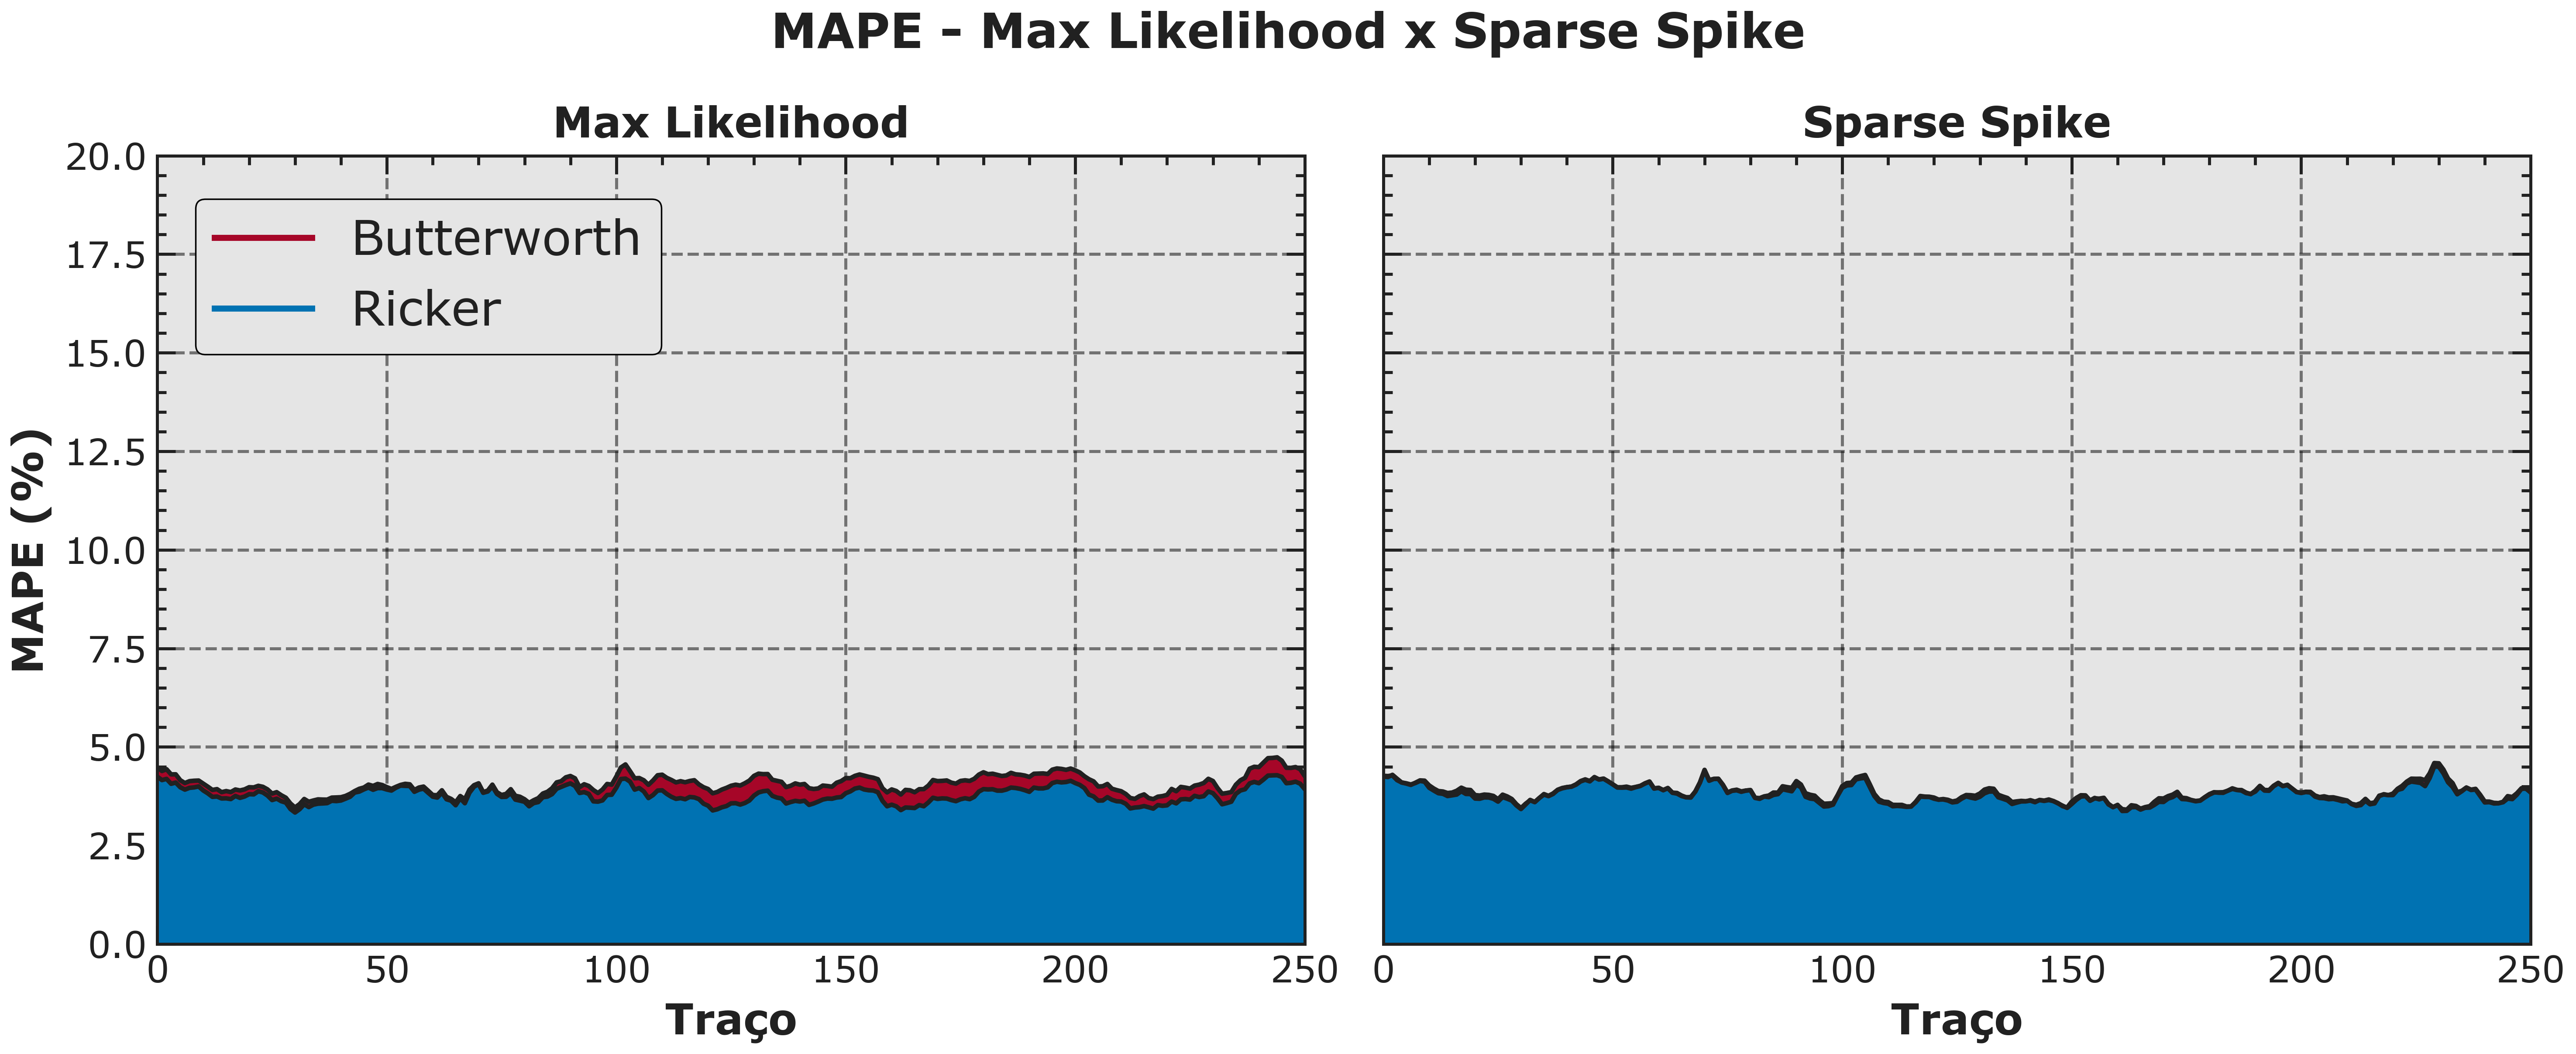 MAPE – Max Likelihood x Sparse Spike
Max Likelihood
Sparse Spike
20.0
17.5
15.0
12.5
10.0
7.5
5.0
2.5
0.0
MAPE (%)
Butterworth
Ricker
0 50 100 150 200 250
0 50 100 150 200 250
Traço
Traço